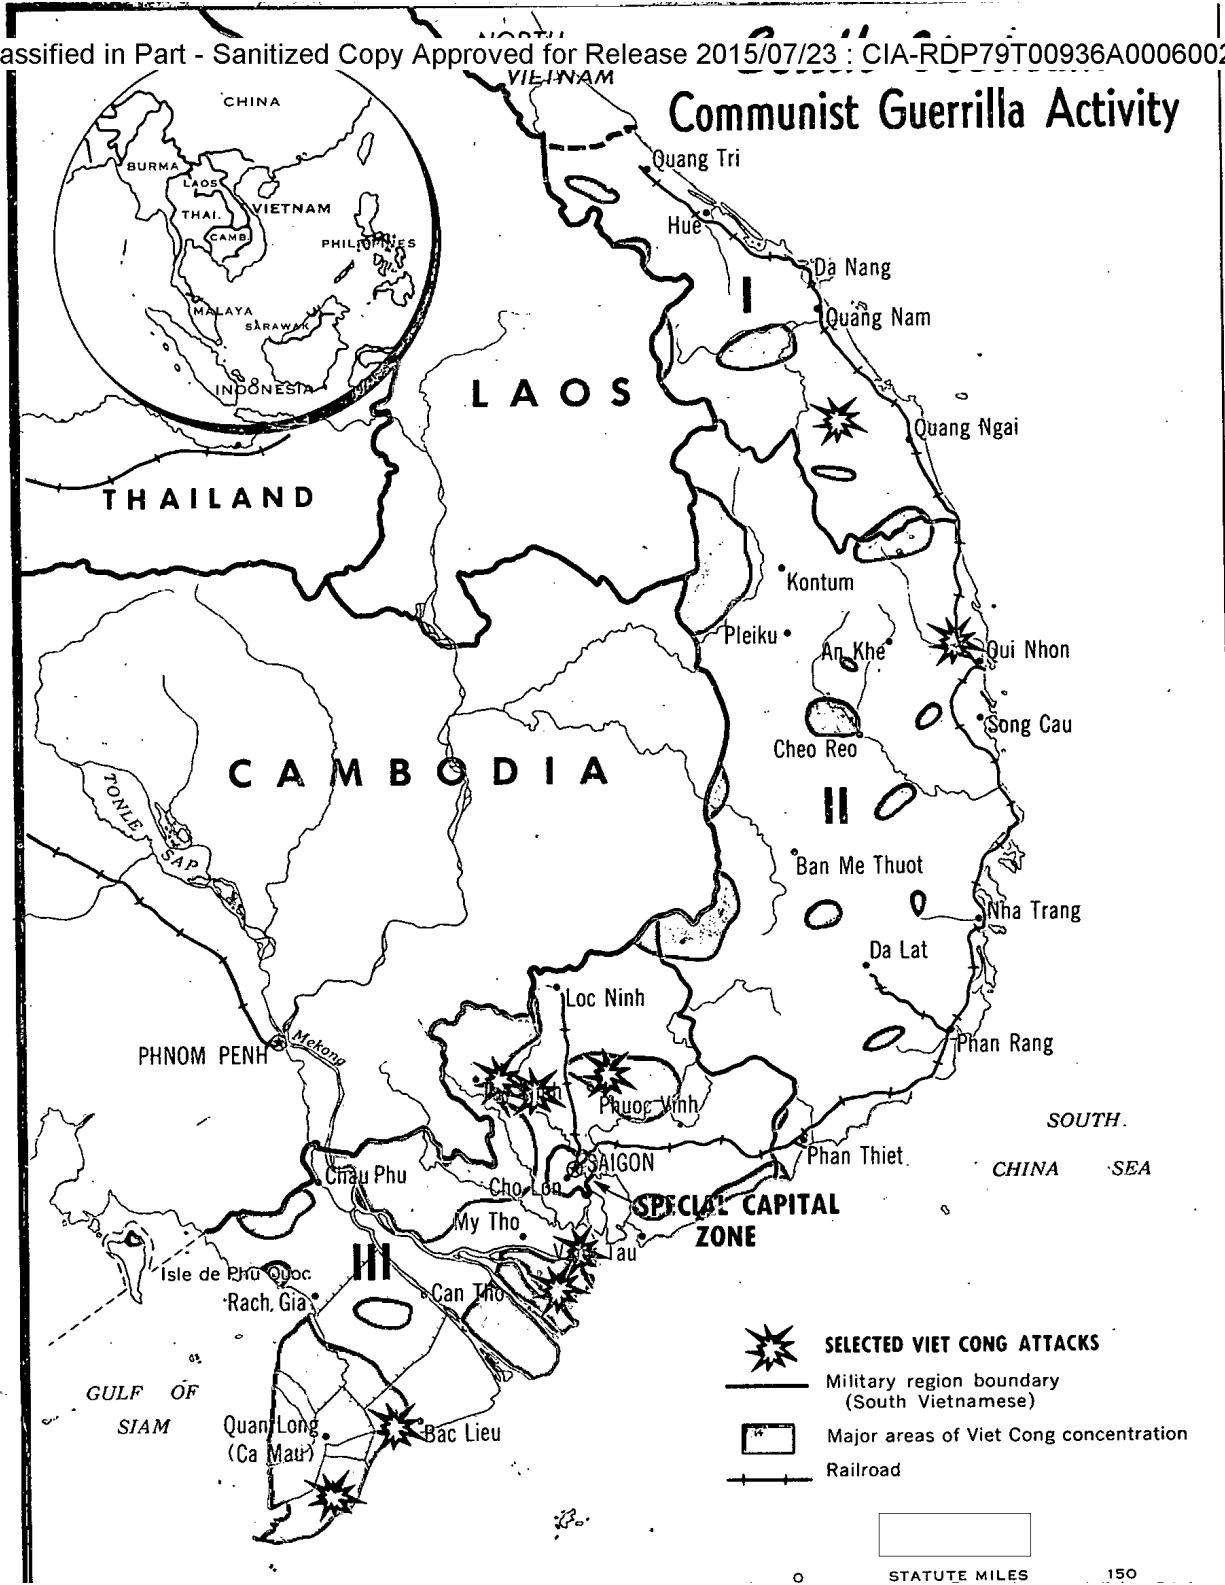 assified in Part - Sanitized Copy Approved for Release 2015/07/23 : CIA-RDP79T00936A0006002
NORTH
VIETNAM
Communist Guerrilla Activity
CHINA
BURMA
LAOS
THAI.
VIETNAM
CAMB.
PHILIPPINES
MALAYA
SARAWAK
INDONESIA
Quang Tri
Hue
Da Nang
I
Quang Nam
LAOS
Quang Ngai
THAILAND
Kontum
Pleiku
An Khe
Qui Nhon
Song Cau
Cheo Reo
CAMBODIA
TONLE
SAP
II
Ban Me Thuot
Nha Trang
Da Lat
Loc Ninh
PHNOM PENH
Mekong
Phan Rang
Tay Ninh
Phuoc Vinh
SOUTH
CHINA SEA
SAIGON
Phan Thiet
Chau Phu
Cho Lon
SPECIAL CAPITAL
ZONE
My Tho
Vung Tau
III
Isle de Phu Quoc
Rach Gia
Can Tho
GULF OF
SIAM
Quan Long
(Ca Mau)
Bac Lieu
SELECTED VIET CONG ATTACKS
Military region boundary
(South Vietnamese)
Major areas of Viet Cong concentration
Railroad
0 STATUTE MILES 150